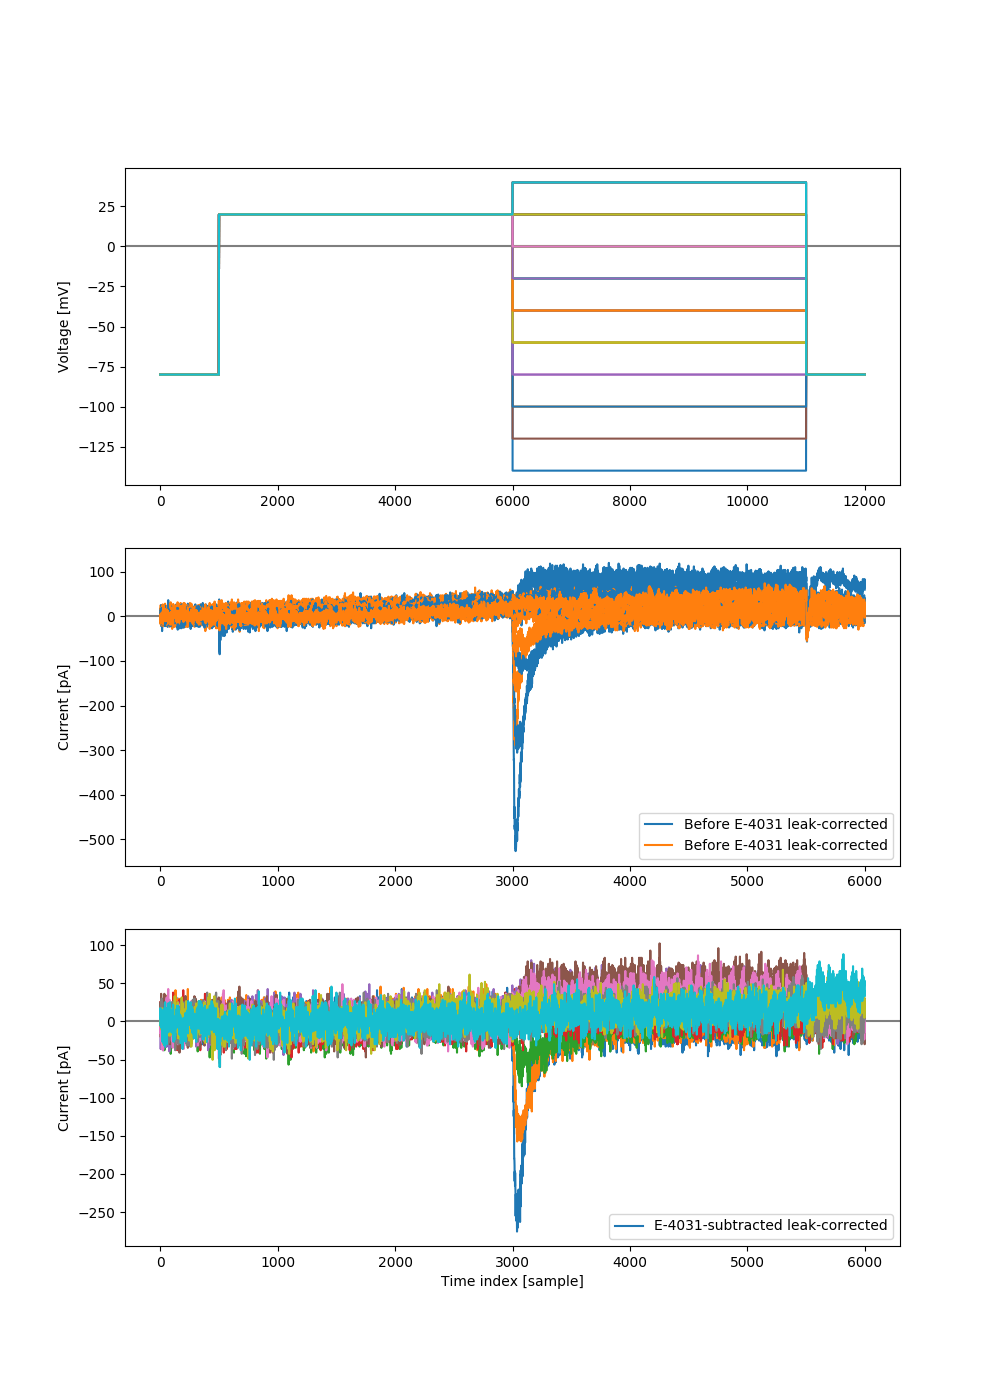 25
0
−25
−50
−75
−100
−125
Voltage [mV]
0 2000 4000 6000 8000 10000 12000
100
0
−100
−200
−300
−400
−500
Current [pA]
Before E-4031 leak-corrected
Before E-4031 leak-corrected
0 1000 2000 3000 4000 5000 6000
100
50
0
−50
−100
−150
−200
−250
Current [pA]
E-4031-subtracted leak-corrected
0 1000 2000 3000 4000 5000 6000
Time index [sample]